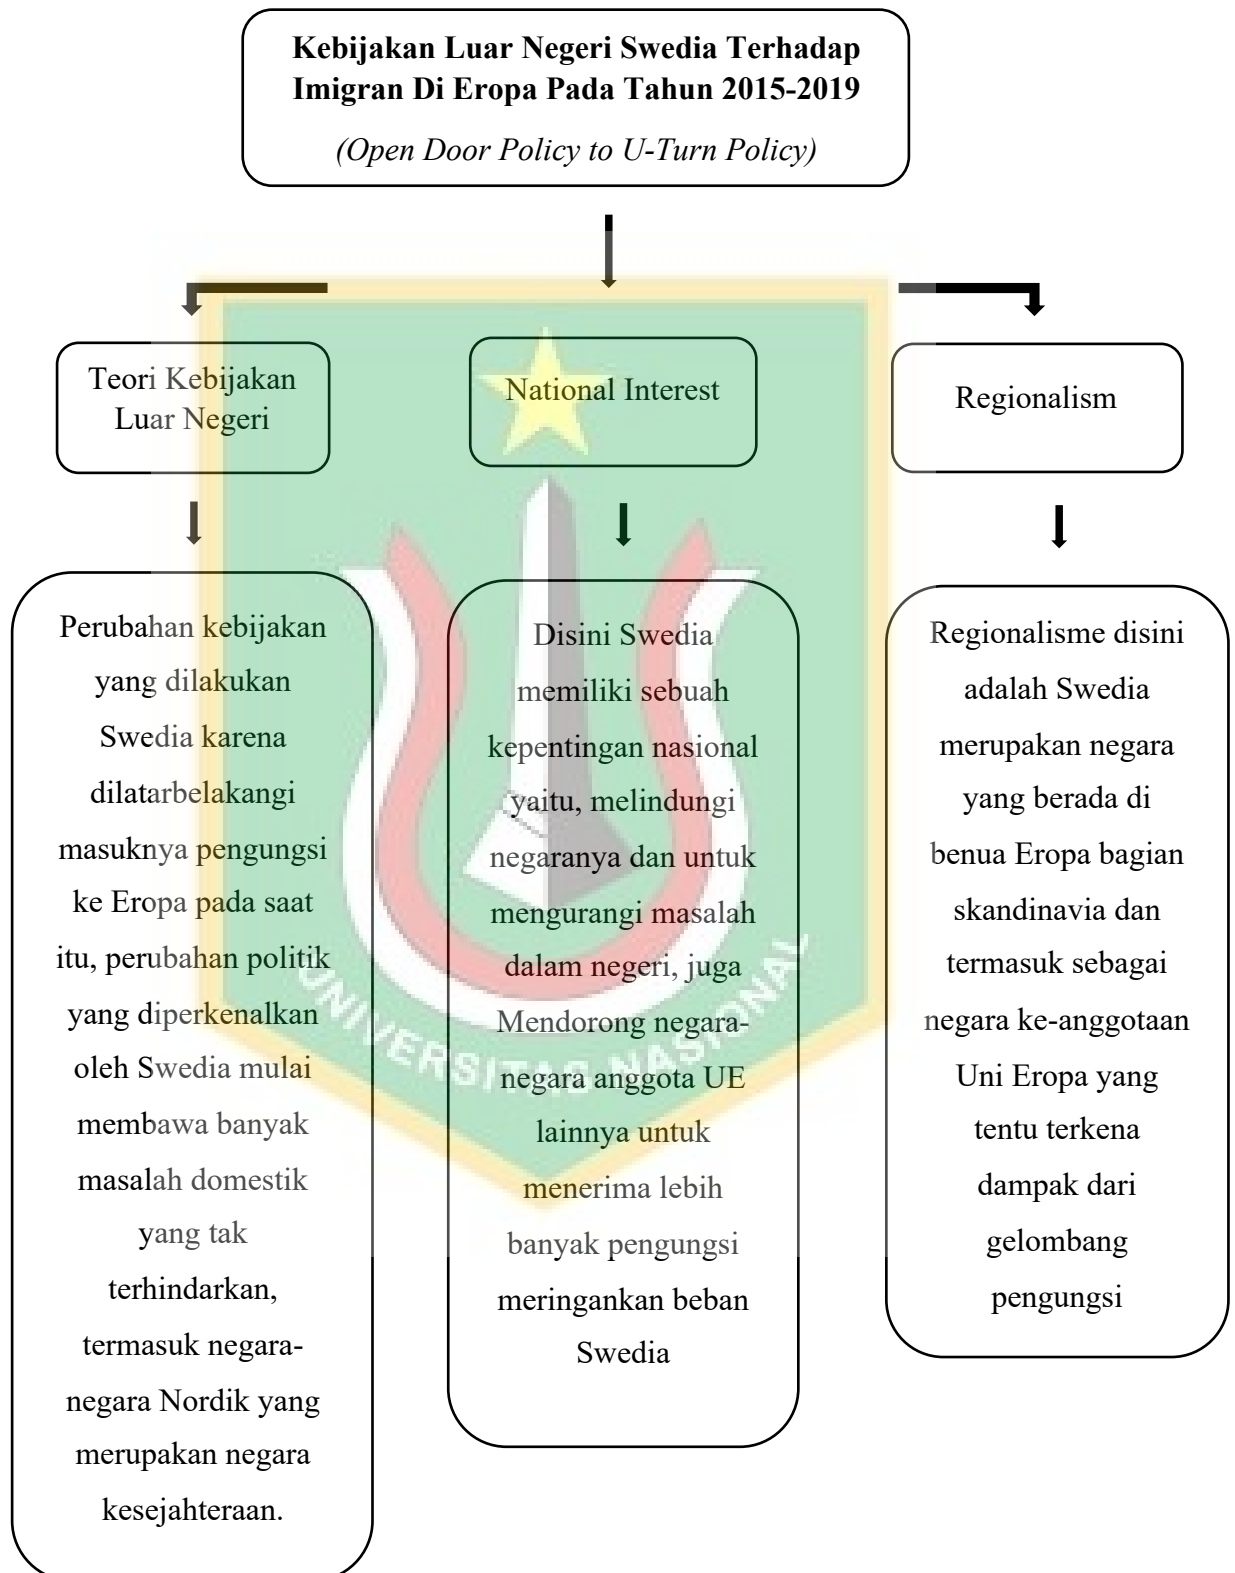 Kebijakan Luar Negeri Swedia Terhadap
Imigran Di Eropa Pada Tahun 2015-2019
(Open Door Policy to U-Turn Policy)
Teori Kebijakan
Luar Negeri
National Interest
Regionalism
Perubahan kebijakan
yang dilakukan
Swedia karena
dilatarbelakangi
masuknya pengungsi
ke Eropa pada saat
itu, perubahan politik
yang diperkenalkan
oleh Swedia mulai
membawa banyak
masalah domestik
yang tak
terhindarkan,
termasuk negara-
negara Nordik yang
merupakan negara
kesejahteraan.
Disini Swedia
memiliki sebuah
kepentingan nasional
yaitu, melindungi
negaranya dan untuk
mengurangi masalah
dalam negeri, juga
Mendorong negara-
negara anggota UE
lainnya untuk
menerima lebih
banyak pengungsi
meringankan beban
Swedia
Regionalisme disini
adalah Swedia
merupakan negara
yang berada di
benua Eropa bagian
skandinavia dan
termasuk sebagai
negara ke-anggotaan
Uni Eropa yang
tentu terkena
dampak dari
gelombang
pengungsi
UNIVERSITAS NASIONAL